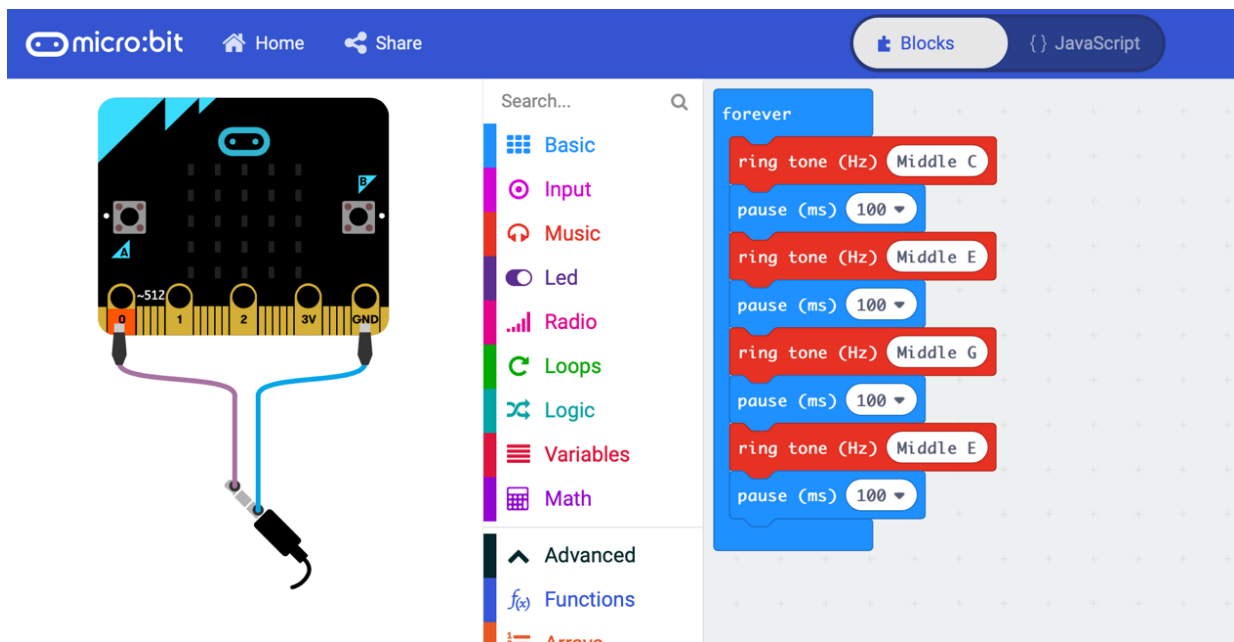 micro:bit Home Share Blocks {} JavaScript
B
A
~512
0 1 2 3V GND
Search...
Basic
Input
Music
Led
Radio
Loops
Logic
Variables
Math
Advanced
f(x) Functions
Arrays
forever
ring tone (Hz) Middle C
pause (ms) 100
ring tone (Hz) Middle E
pause (ms) 100
ring tone (Hz) Middle G
pause (ms) 100
ring tone (Hz) Middle E
pause (ms) 100